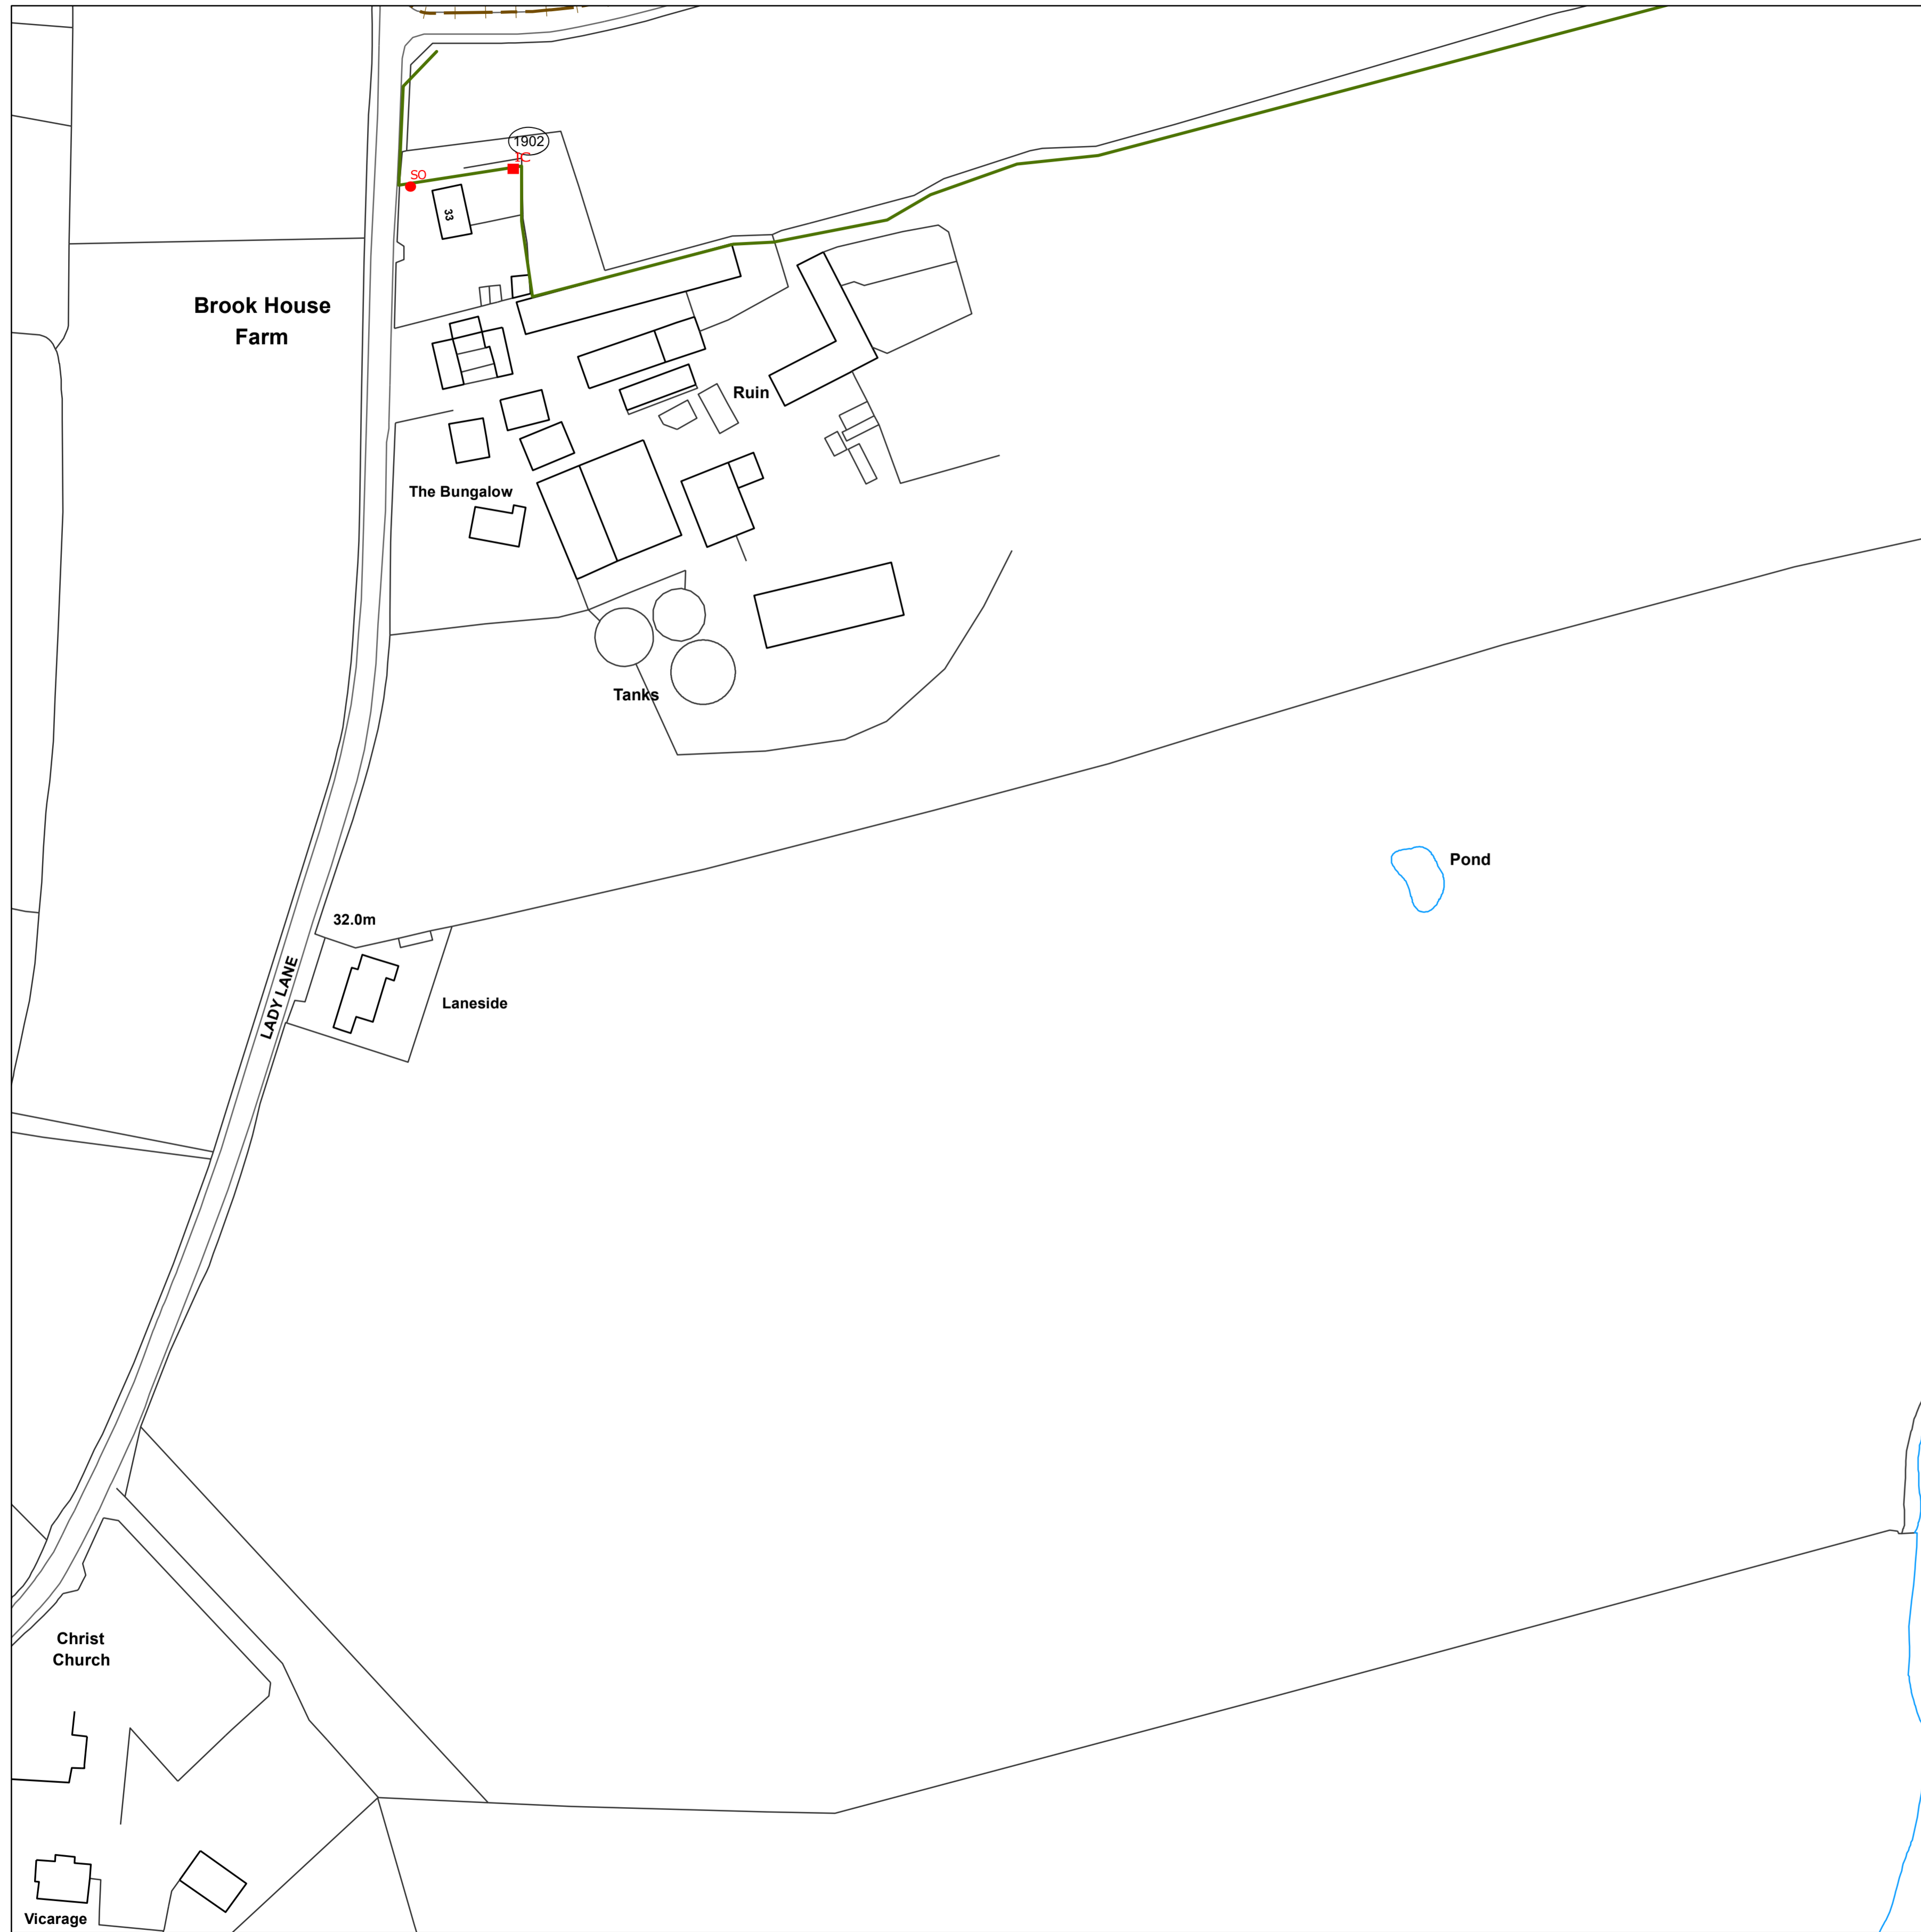 1902
TC
SO
33
Brook House
Farm
Ruin
The Bungalow
Tanks
Pond
32.0m
LADY LANE
Laneside
Christ
Church
Vicarage